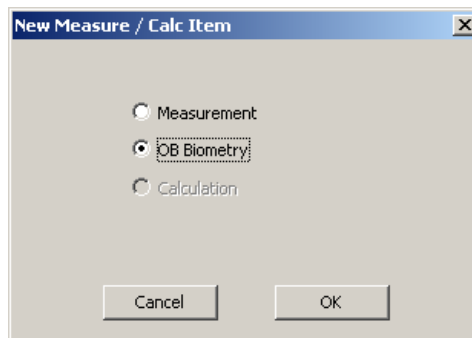 New Measure / Calc Item
Measurement
OB Biometry
Calculation
Cancel OK